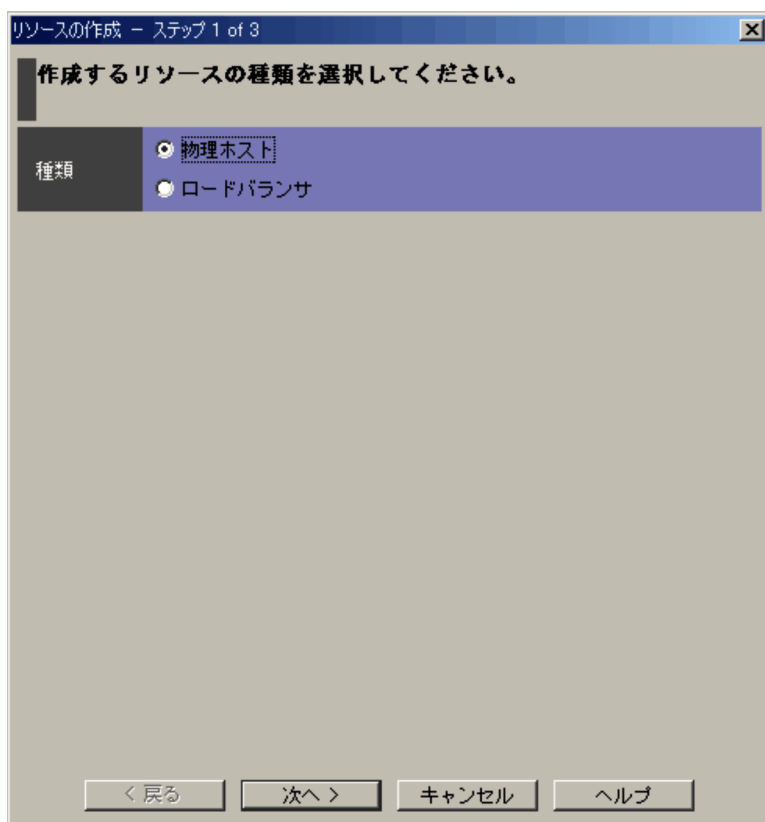 リソースの作成 － ステップ 1 of 3
作成するリソースの種類を選択してください。
種類
物理ホスト
ロードバランサ
< 戻る
次へ >
キャンセル
ヘルプ